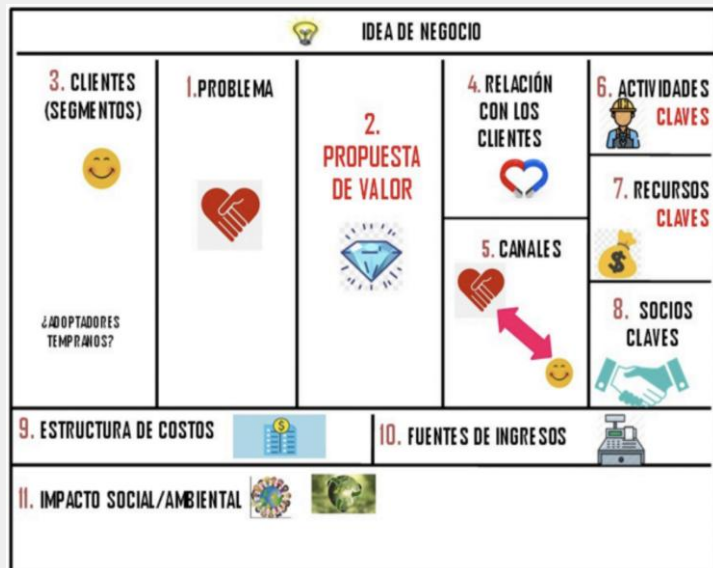 IDEA DE NEGOCIO
3. CLIENTES
(SEGMENTOS)
¿ADOPTADORES
TEMPRANOS?
1.PROBLEMA
2.
PROPUESTA
DE VALOR
4. RELACIÓN
CON LOS
CLIENTES
5. CANALES
6. ACTIVIDADES
CLAVES
7. RECURSOS
CLAVES
8. SOCIOS
CLAVES
9. ESTRUCTURA DE COSTOS
10. FUENTES DE INGRESOS
11. IMPACTO SOCIAL/AMBIENTAL